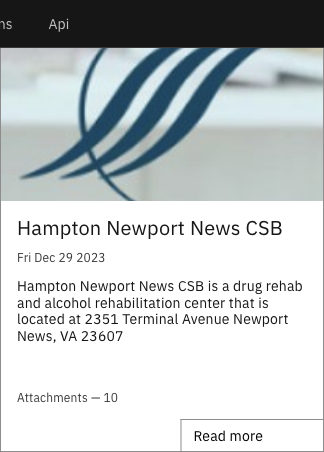 Api
Hampton Newport News CSB
Fri Dec 29 2023
Hampton Newport News CSB is a drug rehab
and alcohol rehabilitation center that is
located at 2351 Terminal Avenue Newport
News, VA 23607
Attachments — 10
Read more